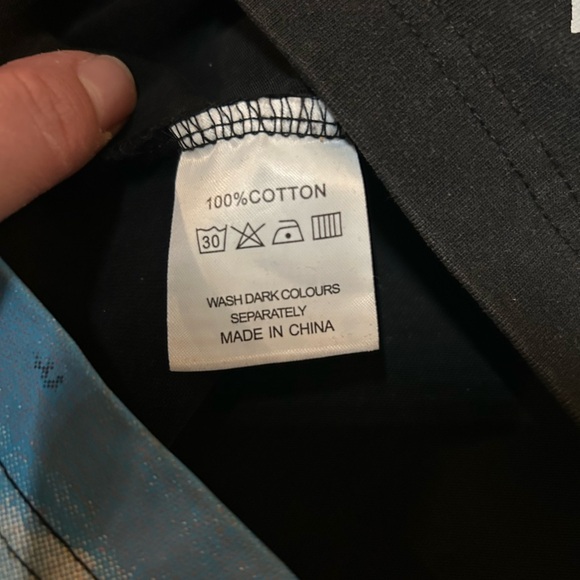 100%COTTON
30
WASH DARK COLOURS
SEPARATELY
MADE IN CHINA